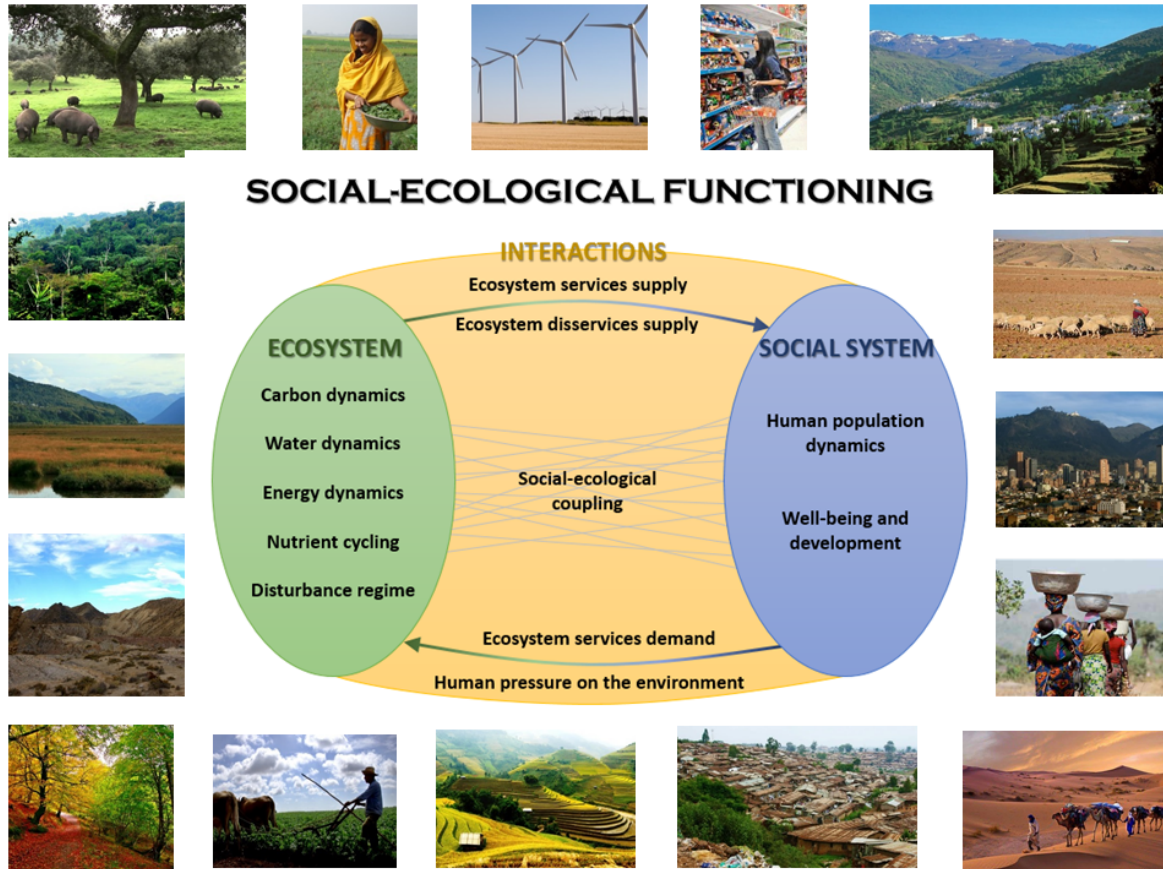 SOCIAL-ECOLOGICAL FUNCTIONING
INTERACTIONS
Ecosystem services supply
Ecosystem disservices supply
ECOSYSTEM
Carbon dynamics
Water dynamics
Energy dynamics
Nutrient cycling
Disturbance regime
Social-ecological
coupling
SOCIAL SYSTEM
Human population
dynamics
Well-being and
development
Ecosystem services demand
Human pressure on the environment